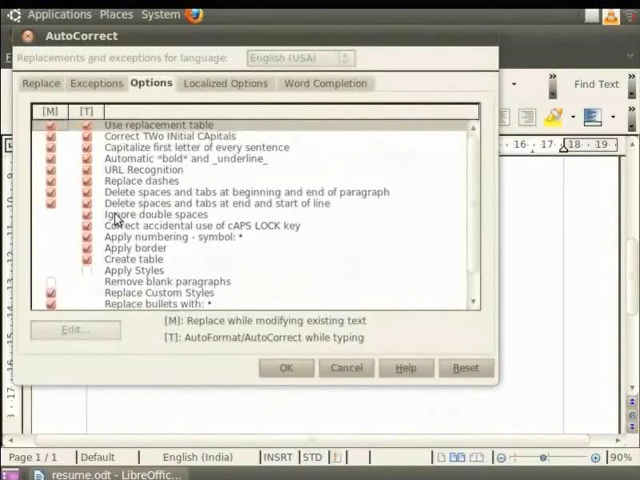 Applications Places System
AutoCorrect
Replacements and exceptions for language: English (USA)
Find Text
Replace Exceptions Options Localized Options Word Completion
[M] [T]
Use replacement table
Correct TWo INitial CApitals
Capitalize first letter of every sentence
Automatic *bold* and _underline_
URL Recognition
Replace dashes
Delete spaces and tabs at beginning and end of paragraph
Delete spaces and tabs at end and start of line
Ignore double spaces
Correct accidental use of cAPS LOCK key
Apply numbering - symbol: •
Apply border
Create table
Apply Styles
Remove blank paragraphs
Replace Custom Styles
Replace bullets with: •
Edit...
[M]: Replace while modifying existing text
[T]: AutoFormat/AutoCorrect while typing
OK Cancel Help Reset
16 17 18 19
Page 1 / 1 Default English (India) INSRT STD 90%
resume.odt - LibreOffic...